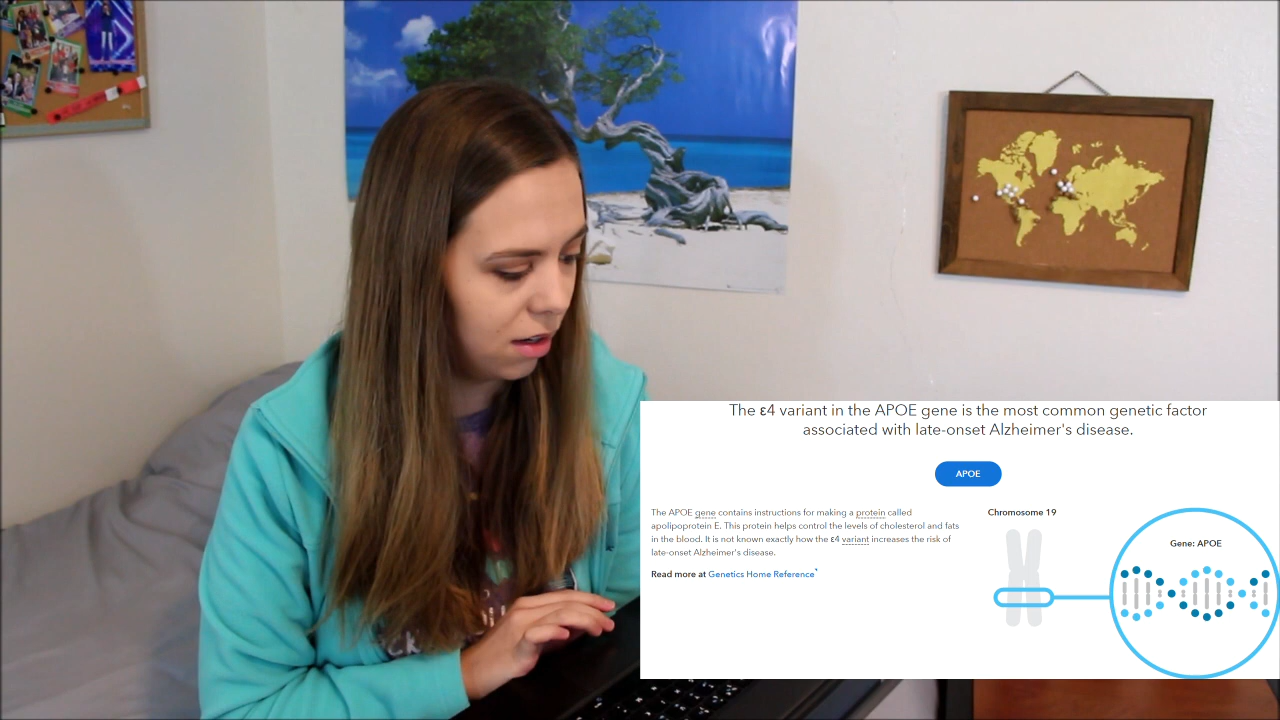 The ε4 variant in the APOE gene is the most common genetic factor
associated with late-onset Alzheimer's disease.
APOE
The APOE gene contains instructions for making a protein called
apolipoprotein E. This protein helps control the levels of cholesterol and fats
in the blood. It is not known exactly how the ε4 variant increases the risk of
late-onset Alzheimer's disease.
Read more at Genetics Home Reference
Chromosome 19
Gene: APOE